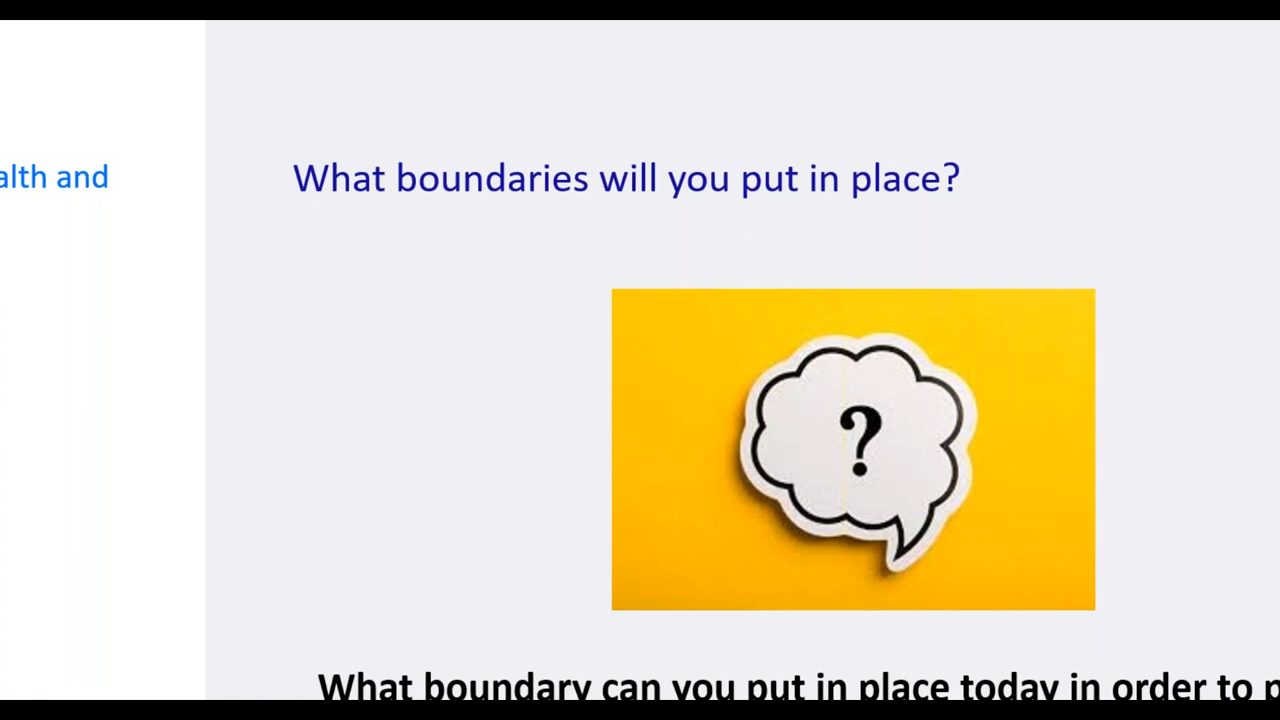 alth and
What boundaries will you put in place?
?
What boundary can you put in place today in order to p